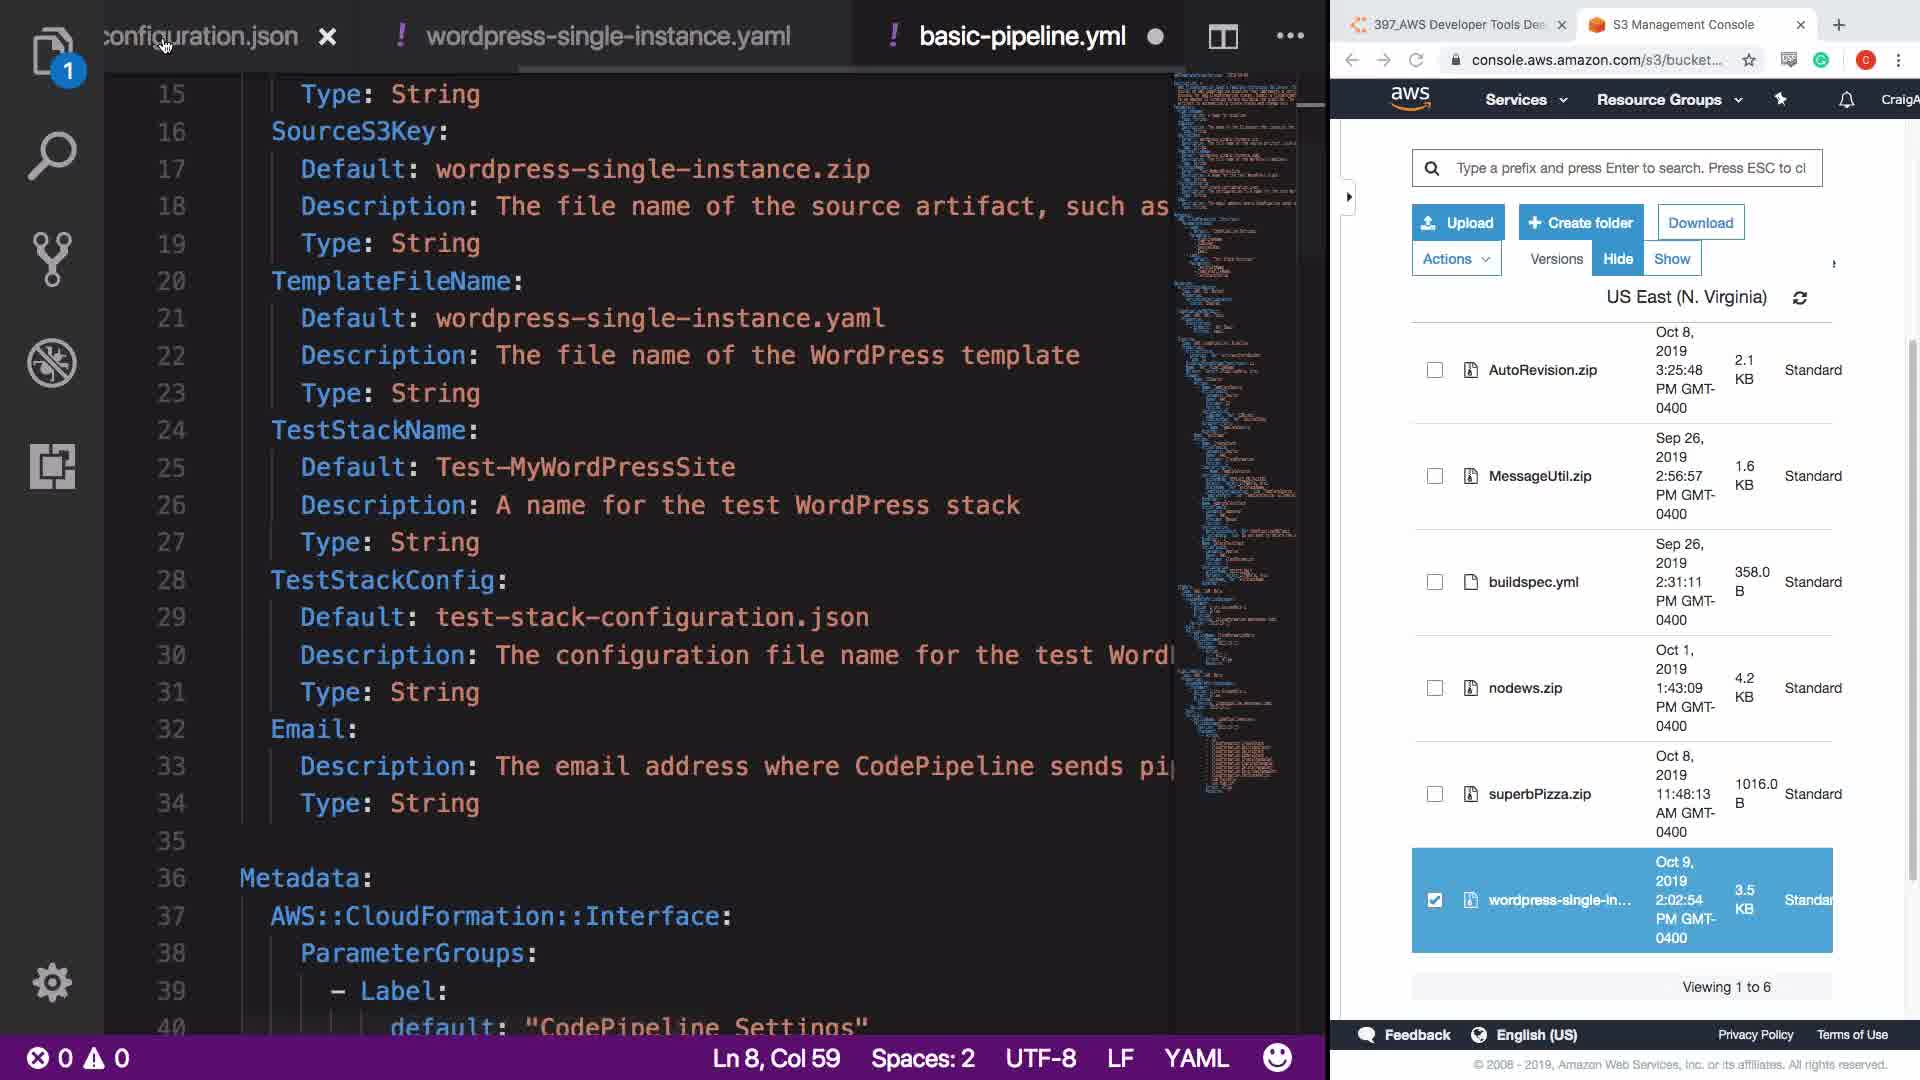 configuration.json
wordpress-single-instance.yaml
basic-pipeline.yml
1
15 Type: String
16 SourceS3Key:
17 Default: wordpress-single-instance.zip
18 Description: The file name of the source artifact, such as
19 Type: String
20 TemplateFileName:
21 Default: wordpress-single-instance.yaml
22 Description: The file name of the WordPress template
23 Type: String
24 TestStackName:
25 Default: Test-MyWordPressSite
26 Description: A name for the test WordPress stack
27 Type: String
28 TestStackConfig:
29 Default: test-stack-configuration.json
30 Description: The configuration file name for the test Word
31 Type: String
32 Email:
33 Description: The email address where CodePipeline sends pi
34 Type: String
35
36 Metadata:
37 AWS::CloudFormation::Interface:
38 ParameterGroups:
39 - Label:
40 default: "CodePipeline Settings"
0 0
Ln 8, Col 59 Spaces: 2 UTF-8 LF YAML
397_AWS Developer Tools Dee
S3 Management Console
console.aws.amazon.com/s3/bucket...
C
aws Services Resource Groups CraigA
Type a prefix and press Enter to search. Press ESC to cl
Upload Create folder Download
Actions Versions Hide Show
US East (N. Virginia)
AutoRevision.zip
Oct 8,
2019
3:25:48
PM GMT-
0400
2.1
KB
Standard
MessageUtil.zip
Sep 26,
2019
2:56:57
PM GMT-
0400
1.6
KB
Standard
buildspec.yml
Sep 26,
2019
2:31:11
PM GMT-
0400
358.0
B
Standard
nodews.zip
Oct 1,
2019
1:43:09
PM GMT-
0400
4.2
KB
Standard
superbPizza.zip
Oct 8,
2019
11:48:13
AM GMT-
0400
1016.0
B
Standard
wordpress-single-in...
Oct 9,
2019
2:02:54
PM GMT-
0400
3.5
KB
Standar
Viewing 1 to 6
Feedback English (US) Privacy Policy Terms of Use
© 2008 - 2019, Amazon Web Services, Inc. or its affiliates. All rights reserved.